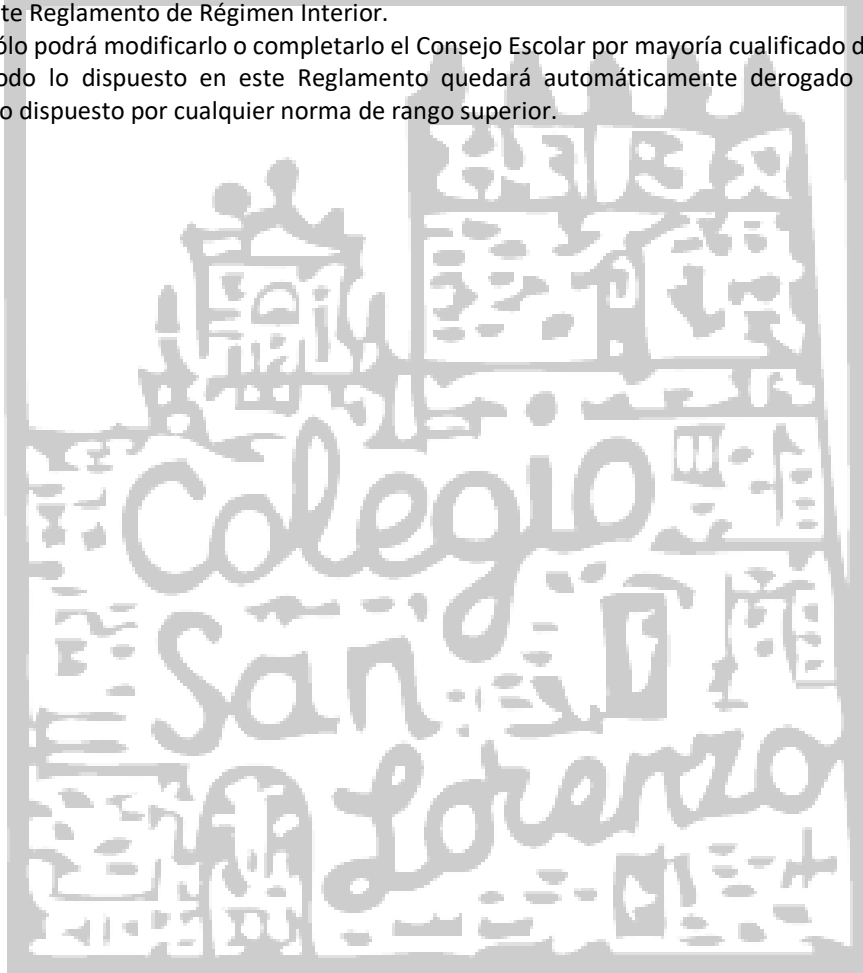 te Reglamento de Régimen Interior.
ólo podrá modificarlo o completarlo el Consejo Escolar por mayoría cualificado d
odo lo dispuesto en este Reglamento quedará automáticamente derogado
o dispuesto por cualquier norma de rango superior.
Colegio
San
Lorenzo